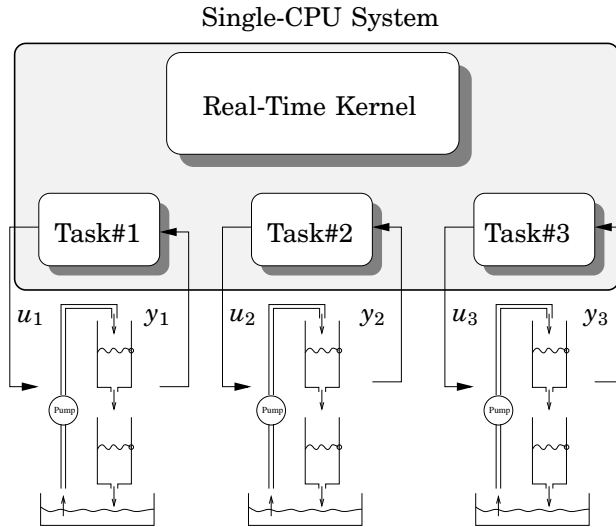 Single-CPU System
Real-Time Kernel
Task#1 Task#2 Task#3
u1 y1 u2 y2 u3 y3
Pump Pump Pump